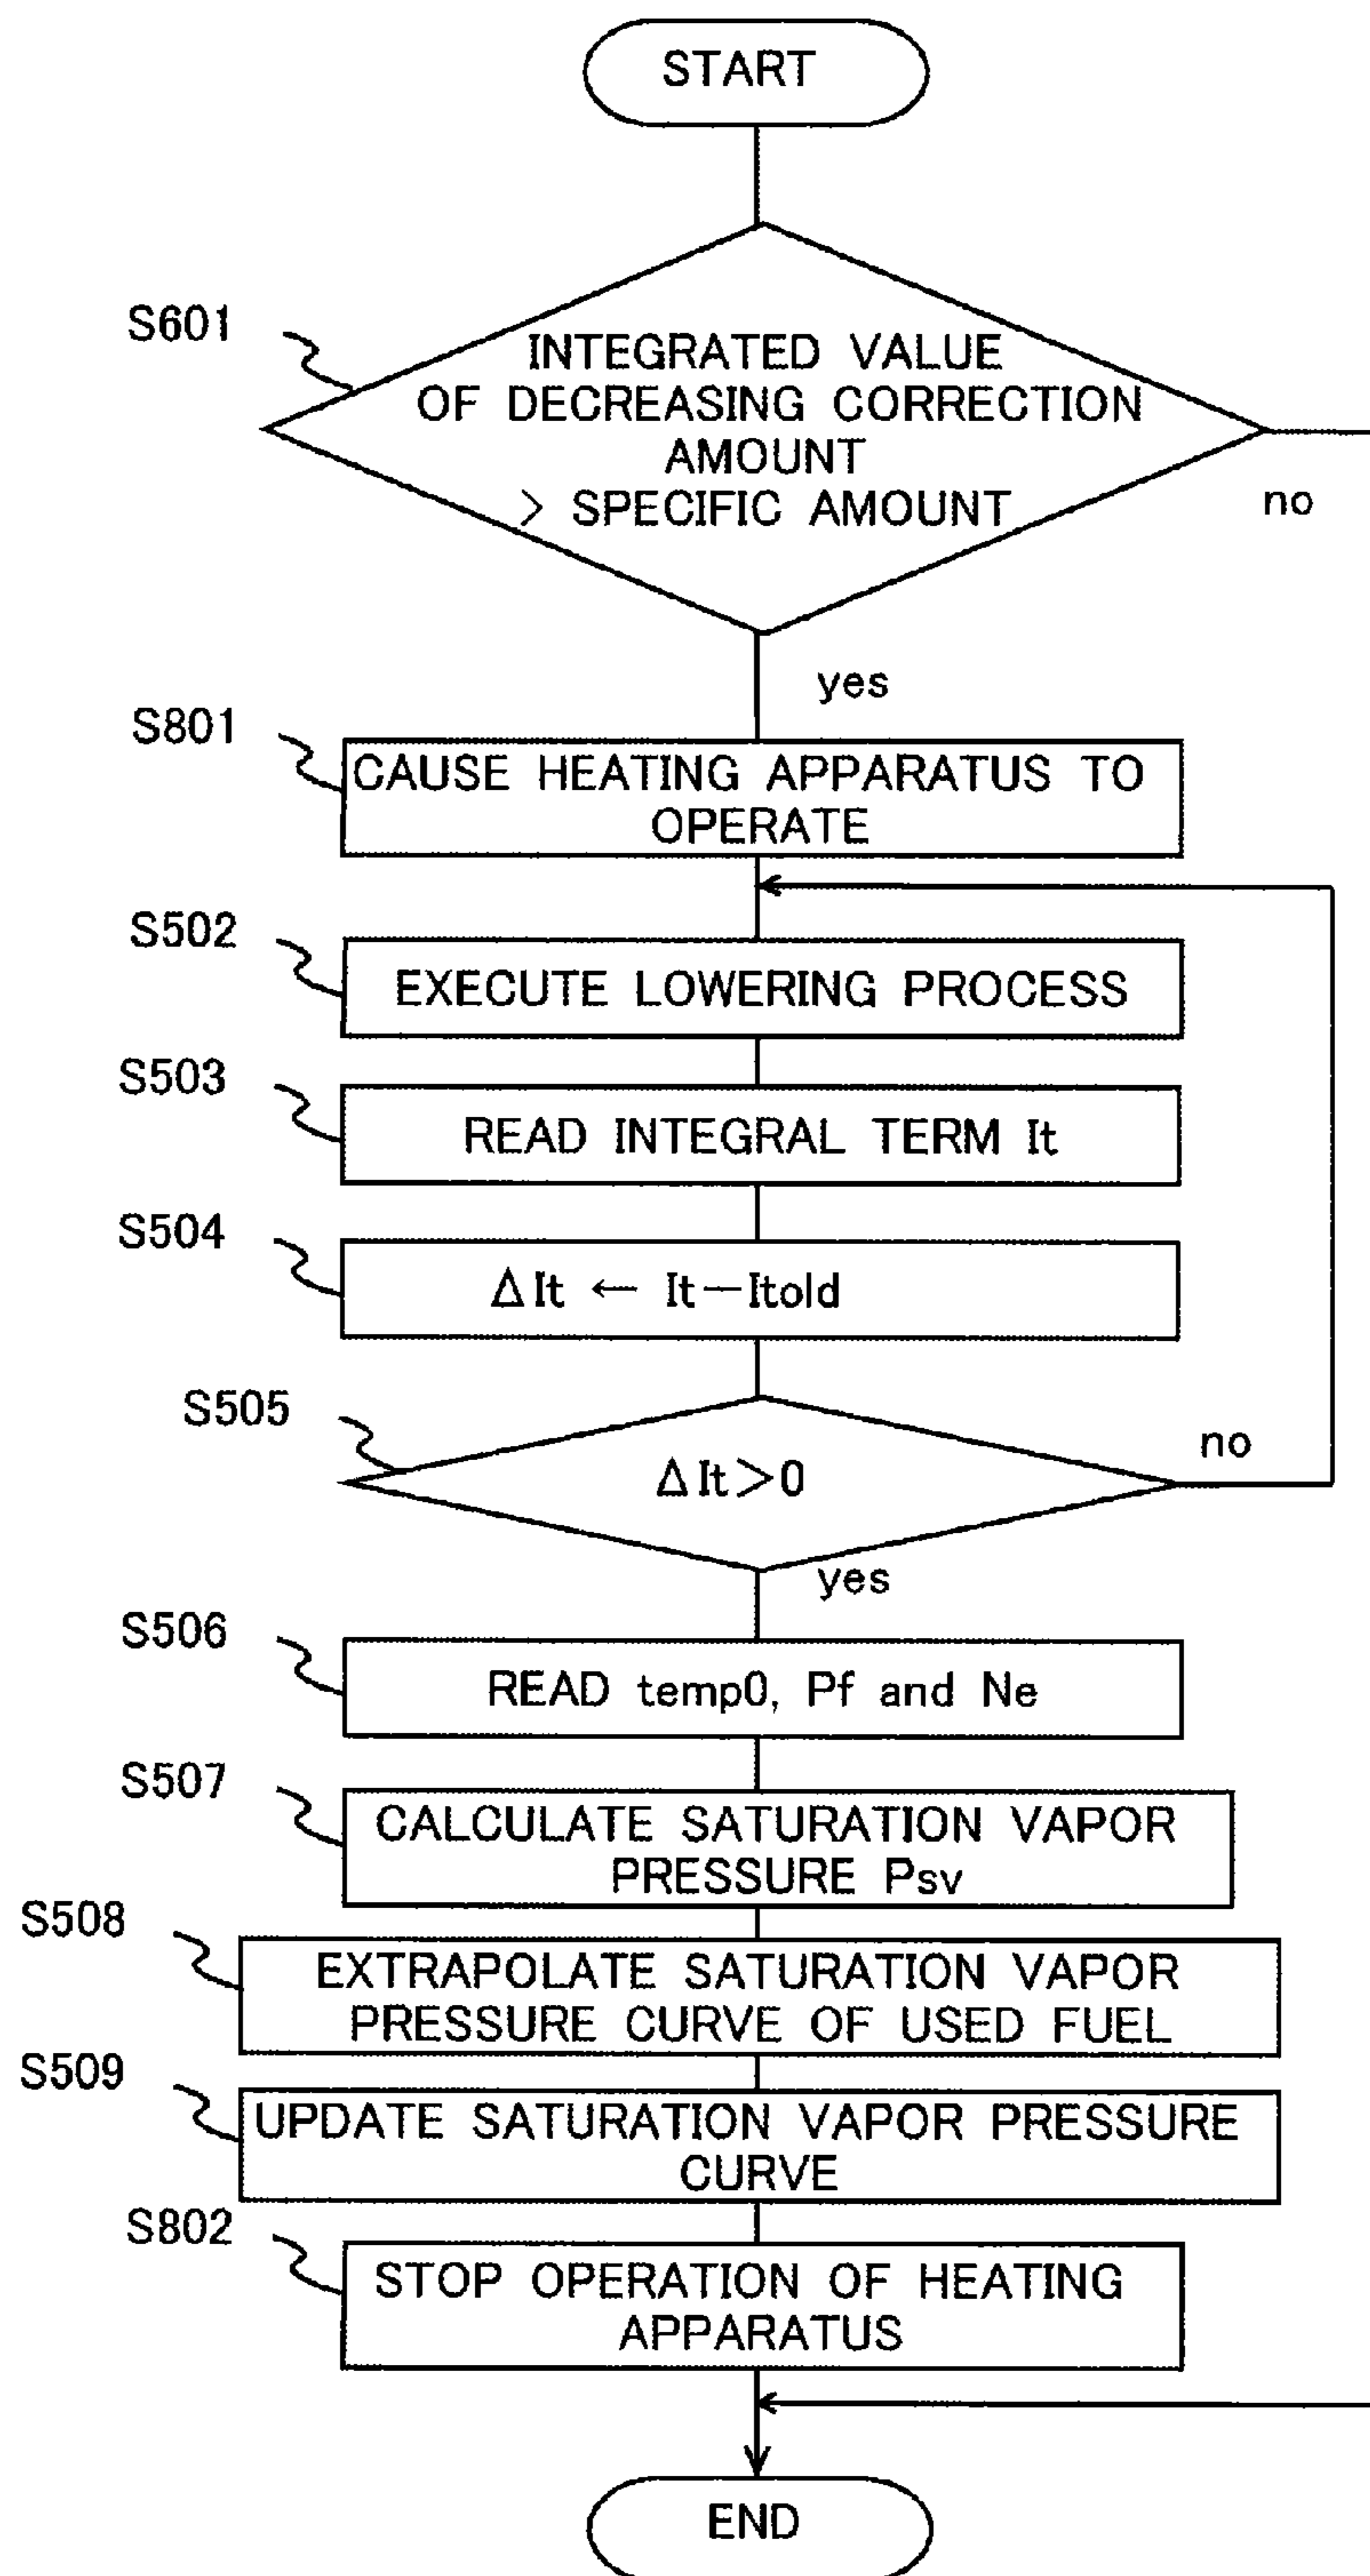 START
S601
INTEGRATED VALUE
OF DECREASING CORRECTION
AMOUNT
> SPECIFIC AMOUNT
no
yes
S801
CAUSE HEATING APPARATUS TO
OPERATE
S502
EXECUTE LOWERING PROCESS
S503
READ INTEGRAL TERM It
S504
ΔIt ← It－Itold
S505
ΔIt＞0
no
yes
S506
READ temp0, Pf and Ne
S507
CALCULATE SATURATION VAPOR
PRESSURE Psv
S508
EXTRAPOLATE SATURATION VAPOR
PRESSURE CURVE OF USED FUEL
S509
UPDATE SATURATION VAPOR PRESSURE
CURVE
S802
STOP OPERATION OF HEATING
APPARATUS
END